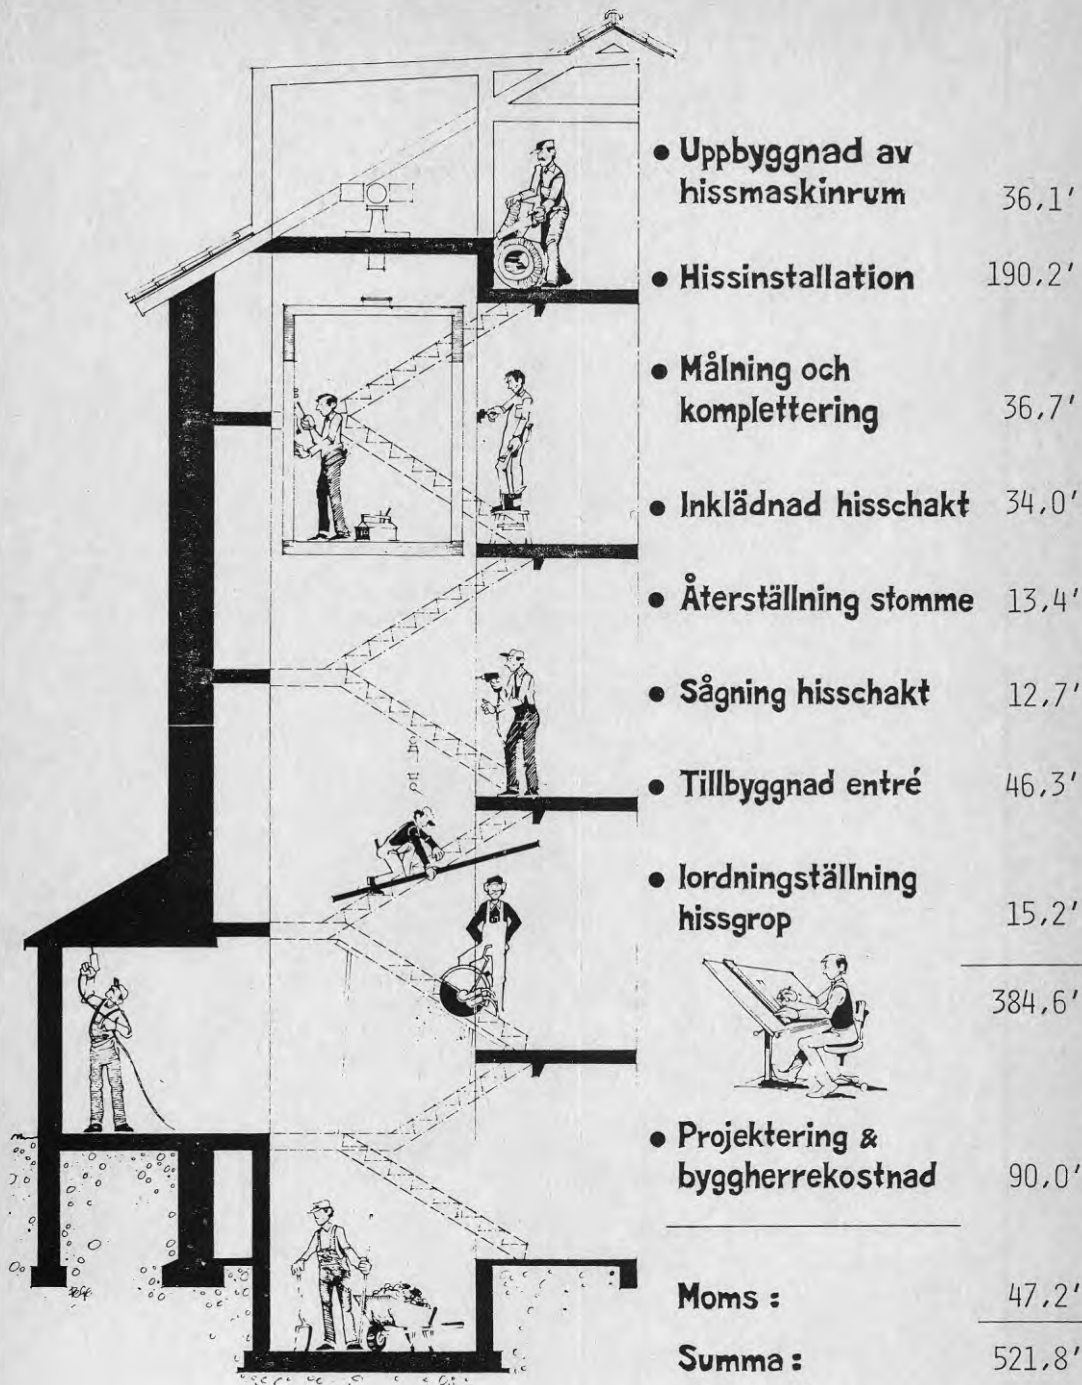 • Uppbyggnad av
hissmaskinrum 36,1'
• Hissinstallation 190,2'
• Målning och
komplettering 36,7'
• Inklädnad hisschakt 34,0'
• Återställning stomme 13,4'
• Sågning hisschakt 12,7'
• Tillbyggnad entré 46,3'
• Iordningställning
hissgrop 15,2'
384,6'
• Projektering &
byggherrekostnad 90,0'
Moms : 47,2'
Summa : 521,8'